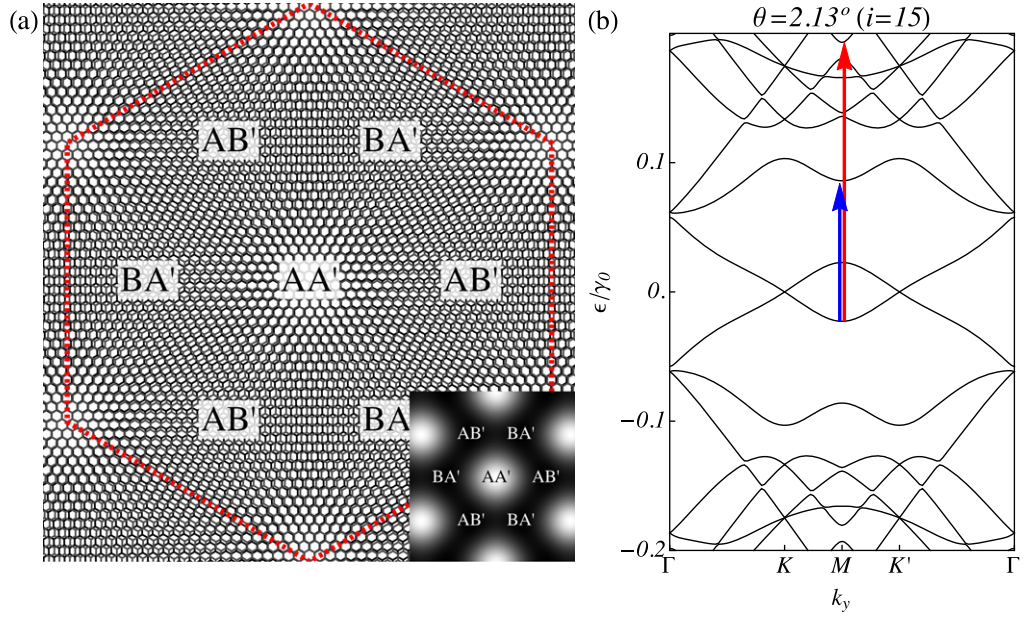 (a)
AB' BA'
BA' AA' AB'
AB' BA'
AB' BA'
BA' AA' AB'
AB' BA'
(b)
θ=2.13° (i=15)
ϵ/γ₀
0.1
0.
−0.1
−0.2
Γ K M K' Γ
k_y